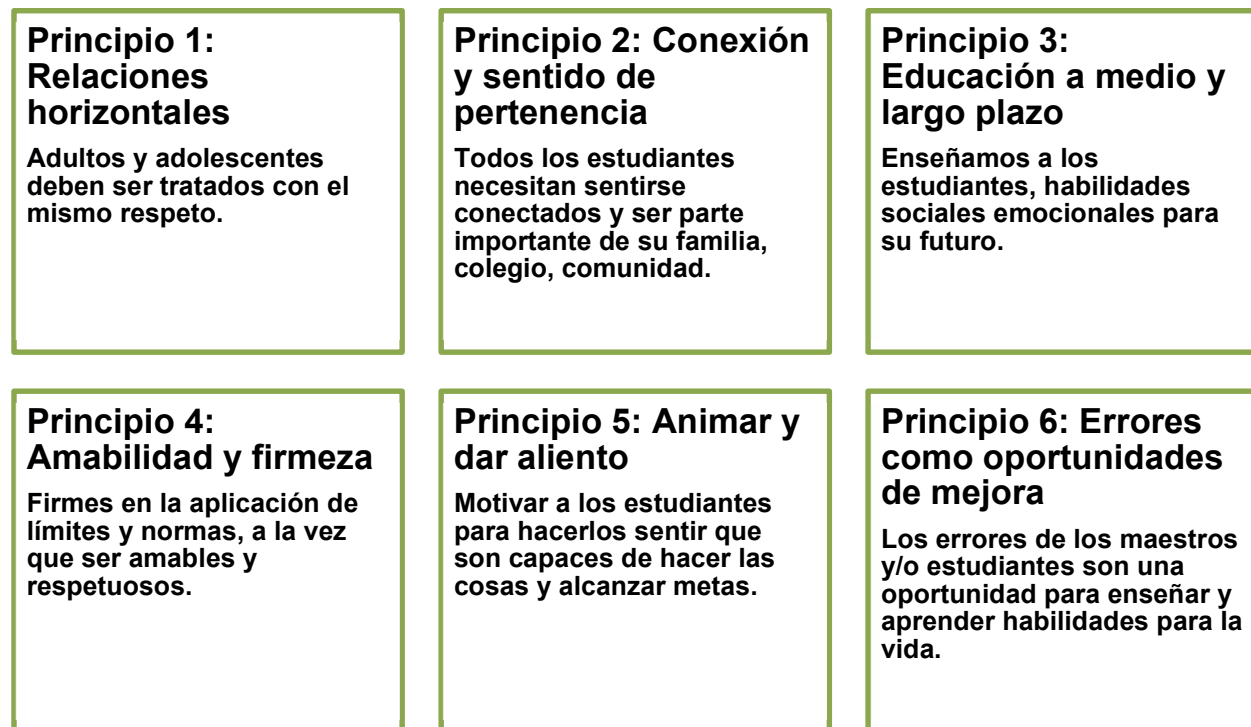 Principio 1:
Relaciones
horizontales
Adultos y adolescentes
deben ser tratados con el
mismo respeto.
Principio 2: Conexión
y sentido de
pertenencia
Todos los estudiantes
necesitan sentirse
conectados y ser parte
importante de su familia,
colegio, comunidad.
Principio 3:
Educación a medio y
largo plazo
Enseñamos a los
estudiantes, habilidades
sociales emocionales para
su futuro.
Principio 4:
Amabilidad y firmeza
Firmes en la aplicación de
límites y normas, a la vez
que ser amables y
respetuosos.
Principio 5: Animar y
dar aliento
Motivar a los estudiantes
para hacerlos sentir que
son capaces de hacer las
cosas y alcanzar metas.
Principio 6: Errores
como oportunidades
de mejora
Los errores de los maestros
y/o estudiantes son una
oportunidad para enseñar y
aprender habilidades para la
vida.